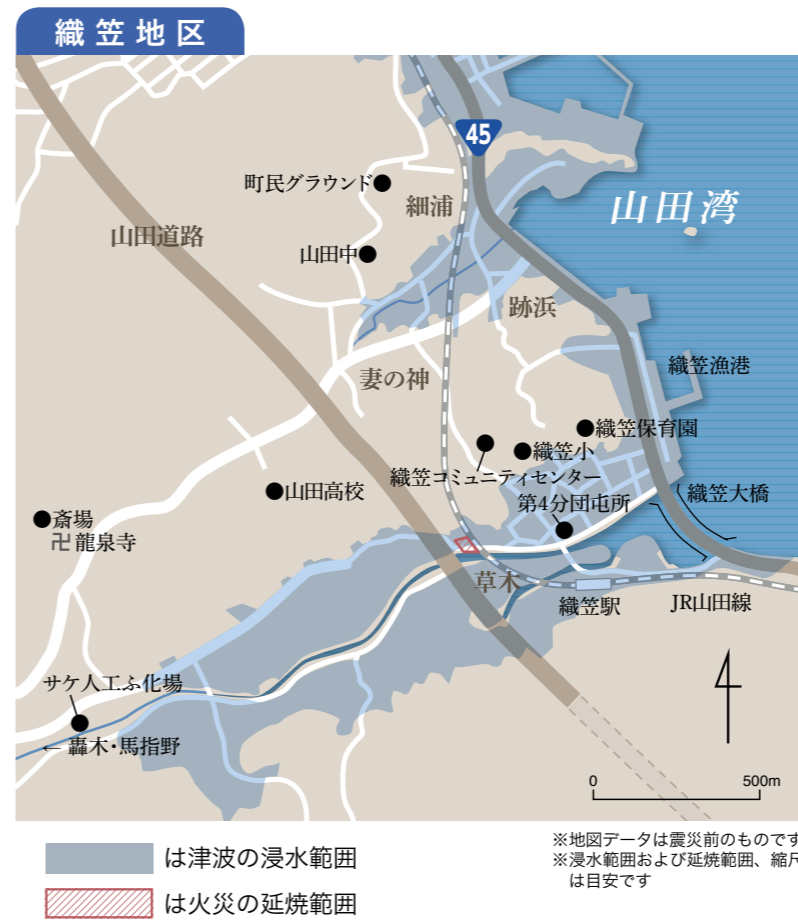 織笠地区
45
町民グラウンド
細浦
山田湾
山田道路
山田中
跡浜
織笠漁港
妻の神
織笠保育園
織笠小
織笠コミュニティセンター
山田高校
第4分団屯所
織笠大橋
斎場
卍龍泉寺
草木
織笠駅
JR山田線
サケ人工ふ化場
← 轟木・馬指野
0
500m
は津波の浸水範囲
は火災の延焼範囲
※地図データは震災前のものです
※浸水範囲および延焼範囲、縮尺
は目安です